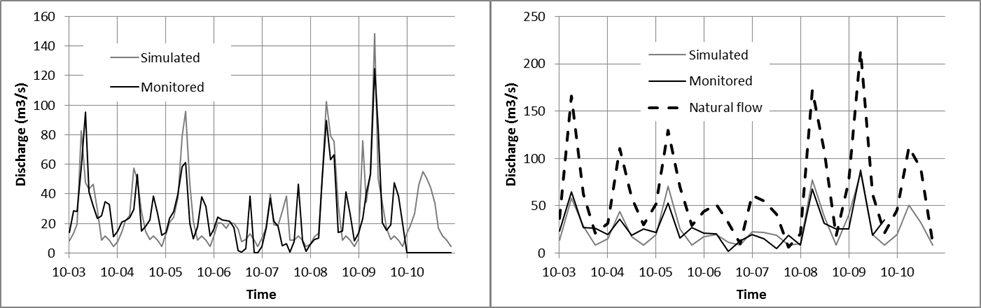 160
140
120
100
80
60
40
20
0
Discharge (m3/s)
Simulated
Monitored
10-03 10-04 10-05 10-06 10-07 10-08 10-09 10-10
Time
250
200
150
100
50
0
Discharge (m3/s)
Simulated
Monitored
Natural flow
10-03 10-04 10-05 10-06 10-07 10-08 10-09 10-10
Time